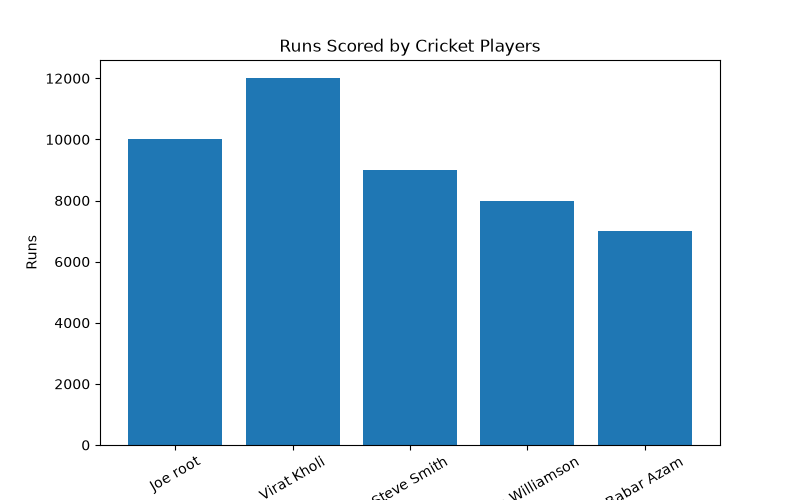 Runs Scored by Cricket Players
12000
10000
8000
6000
4000
2000
0
Runs
Joe root
Virat Kholi
Steve Smith
Williamson
Babar Azam